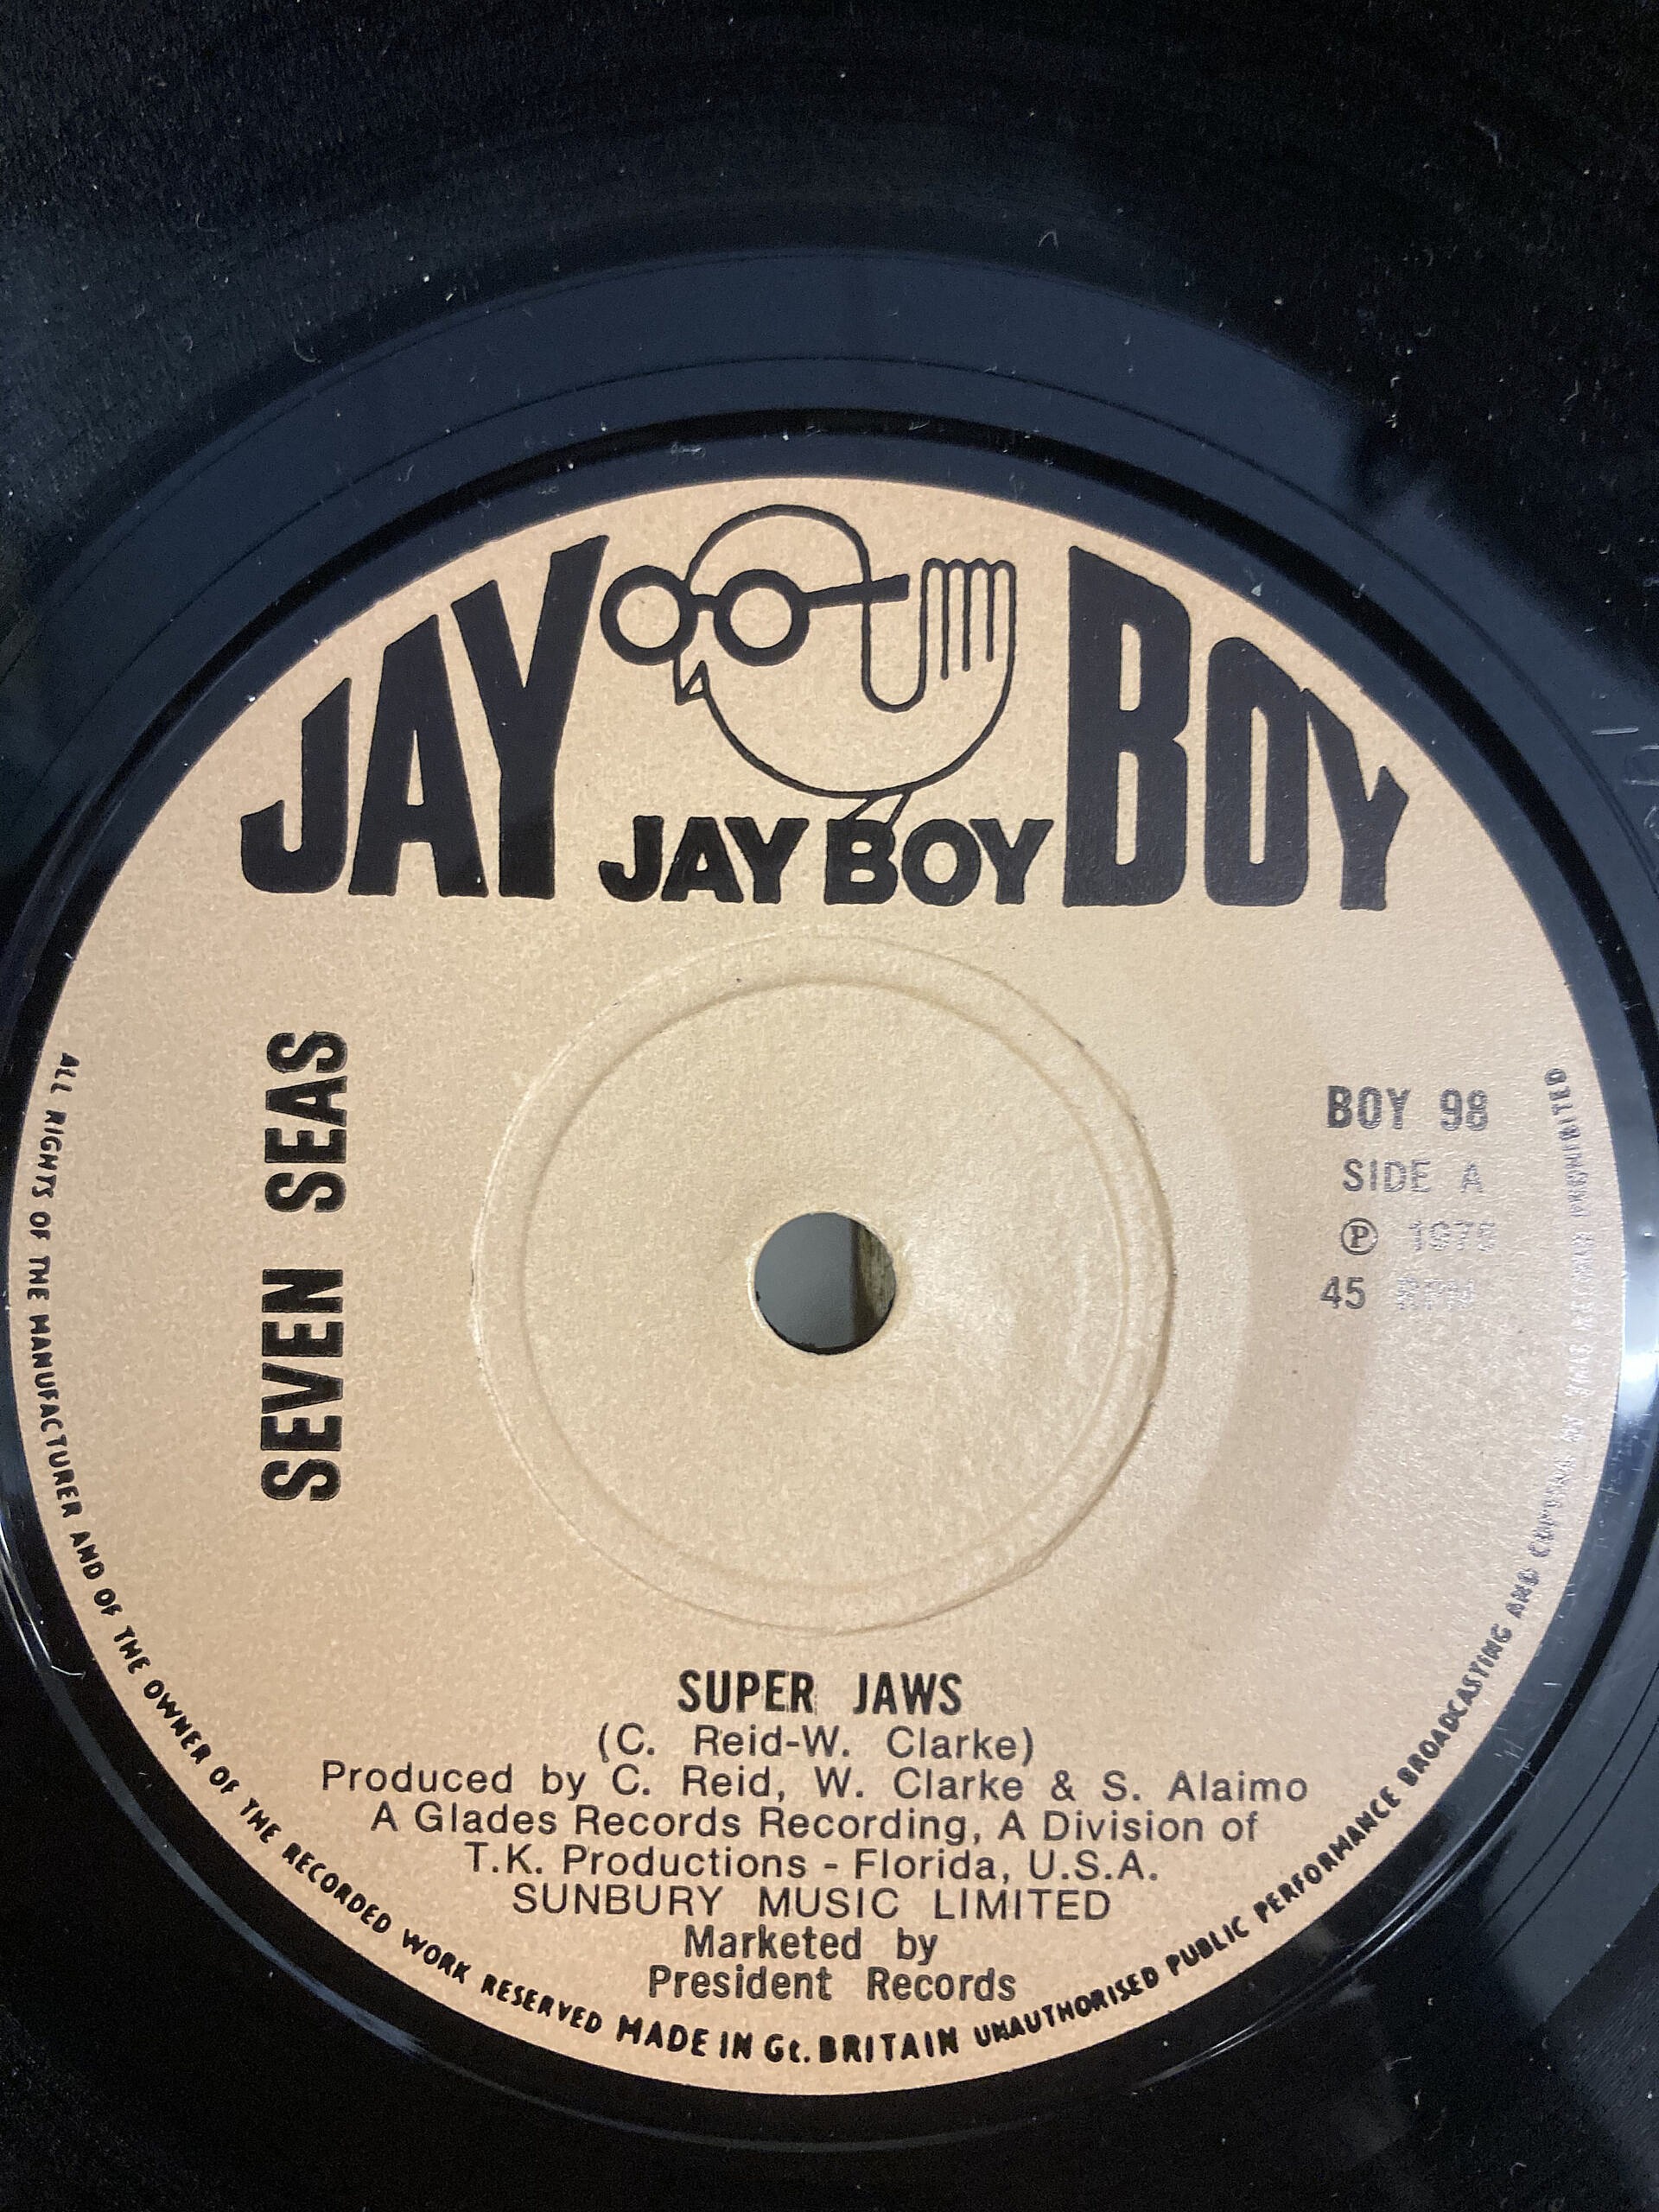 JAY BOY
JAY BOY
SEVEN SEAS
BOY 98
SIDE A
℗
45
SUPER JAWS
(C. Reid-W. Clarke)
Produced by C. Reid, W. Clarke & S. Alaimo
A Glades Records Recording, A Division of
T.K. Productions - Florida, U.S.A.
SUNBURY MUSIC LIMITED
Marketed by
President Records
ALL RIGHTS OF THE MANUFACTURER AND OF THE OWNER OF THE RECORDED WORK RESERVED MADE IN Gt. BRITAIN UNAUTHORISED PUBLIC PERFORMANCE BROADCASTING AND COPYING PROHIBITED